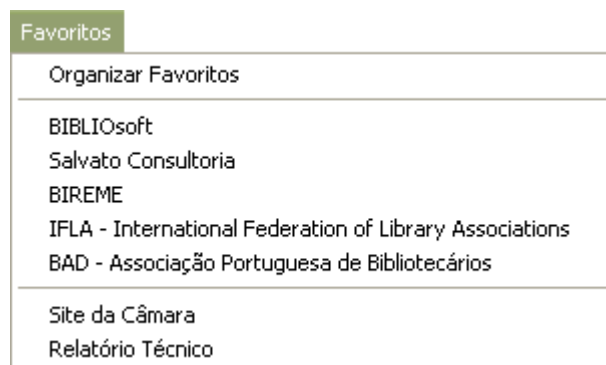 Favoritos
Organizar Favoritos
BIBLIOsoft
Salvato Consultoria
BIREME
IFLA - International Federation of Library Associations
BAD - Associação Portuguesa de Bibliotecários
Site da Câmara
Relatório Técnico